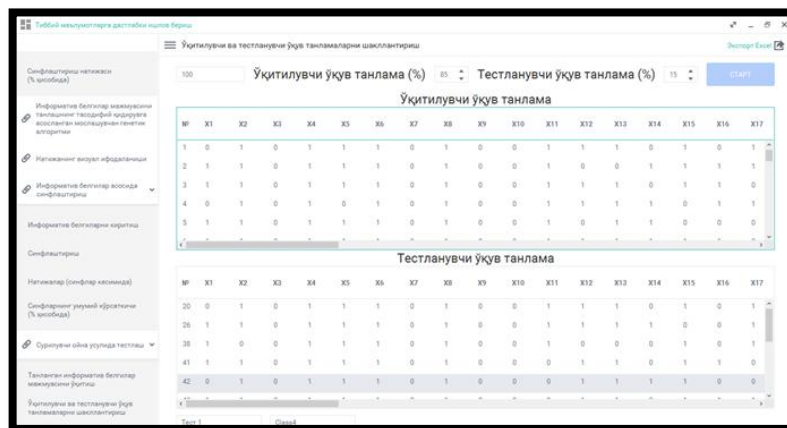 Тиббий маълумотларга дастлабки ишлов бериш
Ўқитилувчи ва тестланувчи ўқув танламаларни шакллантириш
Экспорт Excel
Синфлаштириш натижаси
(% ҳисобида)
Информатив белгилар мажмуасини
танлашнинг тасодифий қидирувга
асосланган мослашувчан генетик
алгоритми
Натижанинг визуал ифодаланиши
Информатив белгилар асосида
синфлаштириш
Информатив белгиларни киритиш
Синфлаштириш
Натижалар (синфлар кесимида)
Синфларнинг умумий кўрсаткичи
(% ҳисобида)
Сурилувчи ойна усулида тестлаш
Танланган информатив белгилар
мажмуасини ўқитиш
Ўқитилувчи ва тестланувчи ўқув
танламаларни шакллантириш
100 Ўқитилувчи ўқув танлама (%) 85 Тестланувчи ўқув танлама (%) 15 СТАРТ
Ўқитилувчи ўқув танлама
№ X1 X2 X3 X4 X5 X6 X7 X8 X9 X10 X11 X12 X13 X14 X15 X16 X17
1 0 1 0 1 1 1 0 1 0 0 1 1 1 0 1 0 1
2 1 1 0 1 1 1 0 1 0 0 1 0 0 1 1 1 1
3 1 1 0 1 1 1 0 1 0 0 1 1 1 0 1 1 0
4 0 1 0 1 0 1 0 1 0 0 1 1 1 1 0 1 1
5 1 1 0 1 1 1 0 1 0 0 1 0 1 1 0 0 0
Тестланувчи ўқув танлама
№ X1 X2 X3 X4 X5 X6 X7 X8 X9 X10 X11 X12 X13 X14 X15 X16 X17
20 0 1 0 1 1 1 0 1 0 0 1 1 1 0 1 0 1
26 1 1 0 1 1 1 0 1 0 0 1 1 1 1 0 0 1
38 1 0 0 1 1 1 0 1 0 0 1 0 0 0 1 0 1
41 1 1 0 1 1 1 0 1 0 0 0 1 1 0 1 1 0
42 0 1 0 1 1 1 0 1 0 0 0 1 1 1 1 0 0
Тест 1 Class4